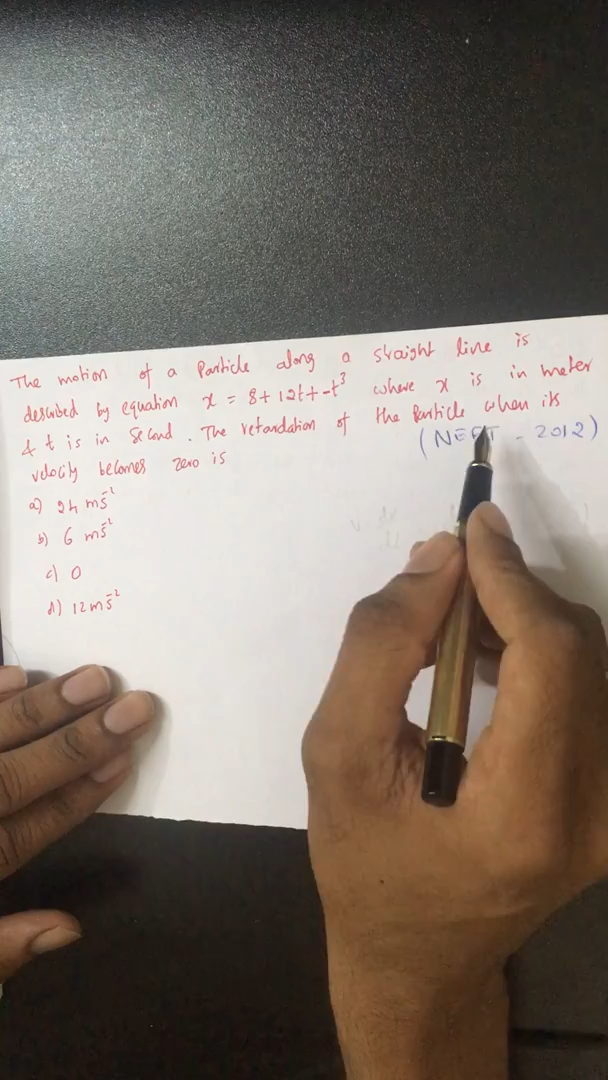 The motion of a Particle along a straight line is
described by equation x = 8 + 12t + - t³ where x is in meter
& t is in Second. The retardation of the Particle when its
velocity becomes zero is
(NEET - 2012)
a) 24 ms⁻²
b) 6 ms⁻²
c) 0
d) 12 ms⁻²